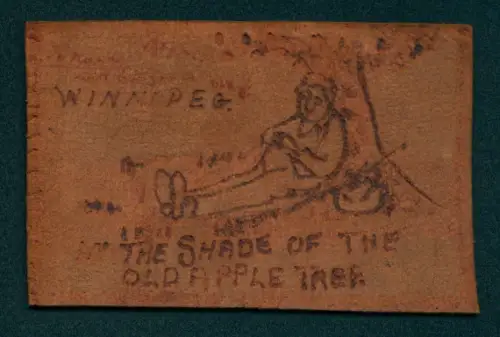 WINNIPEG.
IN THE SHADE OF THE
OLD APPLE TREE